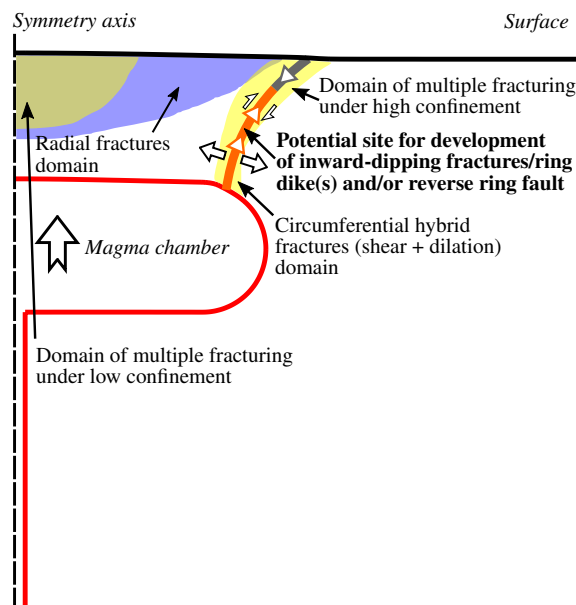 Symmetry axis
Surface
Domain of multiple fracturing
under high confinement
Radial fractures
domain
Potential site for development
of inward-dipping fractures/ring
dike(s) and/or reverse ring fault
Circumferential hybrid
fractures (shear + dilation)
domain
Magma chamber
Domain of multiple fracturing
under low confinement